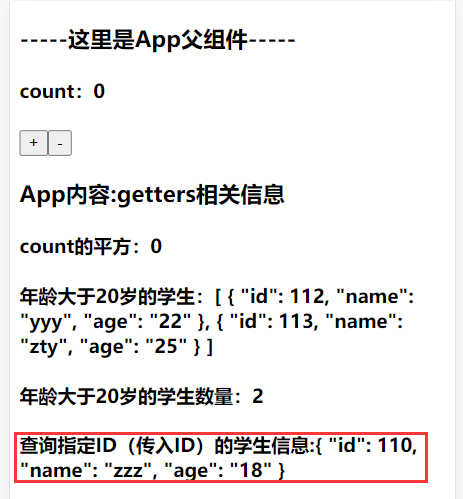 -----这里是App父组件-----
count：0
+ -
App内容:getters相关信息
count的平方：0
年龄大于20岁的学生：[ { "id": 112, "name":
"yyy", "age": "22" }, { "id": 113, "name":
"zty", "age": "25" } ]
年龄大于20岁的学生数量：2
查询指定ID（传入ID）的学生信息:{ "id": 110,
"name": "zzz", "age": "18" }